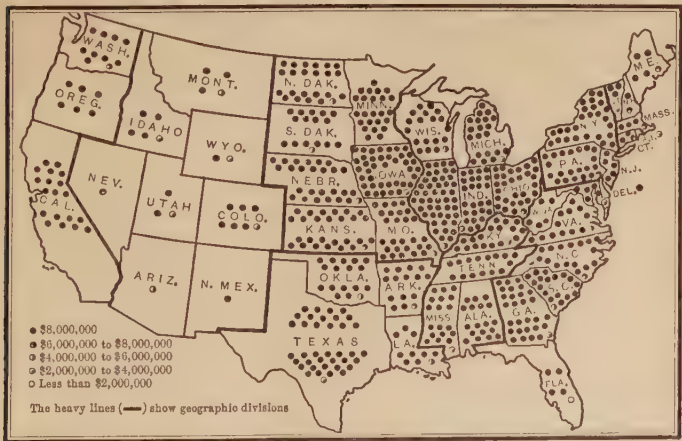 WASH.
OREG.
CAL.
NEV.
IDAHO
MONT.
WYO.
UTAH
COLO.
ARIZ.
N. MEX.
N. DAK.
S. DAK.
NEBR.
KANS.
OKLA.
TEXAS
MINN.
IOWA
MO.
ARK.
LA.
WIS.
MICH.
IND.
OHIO
KY.
TENN.
MISS.
ALA.
GA.
FLA.
S.C.
N.C.
VA.
W.VA.
PA.
N.Y.
ME.
MASS.
R.I.
CT.
N.J.
DEL.
$8,000,000
$6,000,000 to $8,000,000
$4,000,000 to $6,000,000
$2,000,000 to $4,000,000
Less than $2,000,000
The heavy lines (—) show geographic divisions